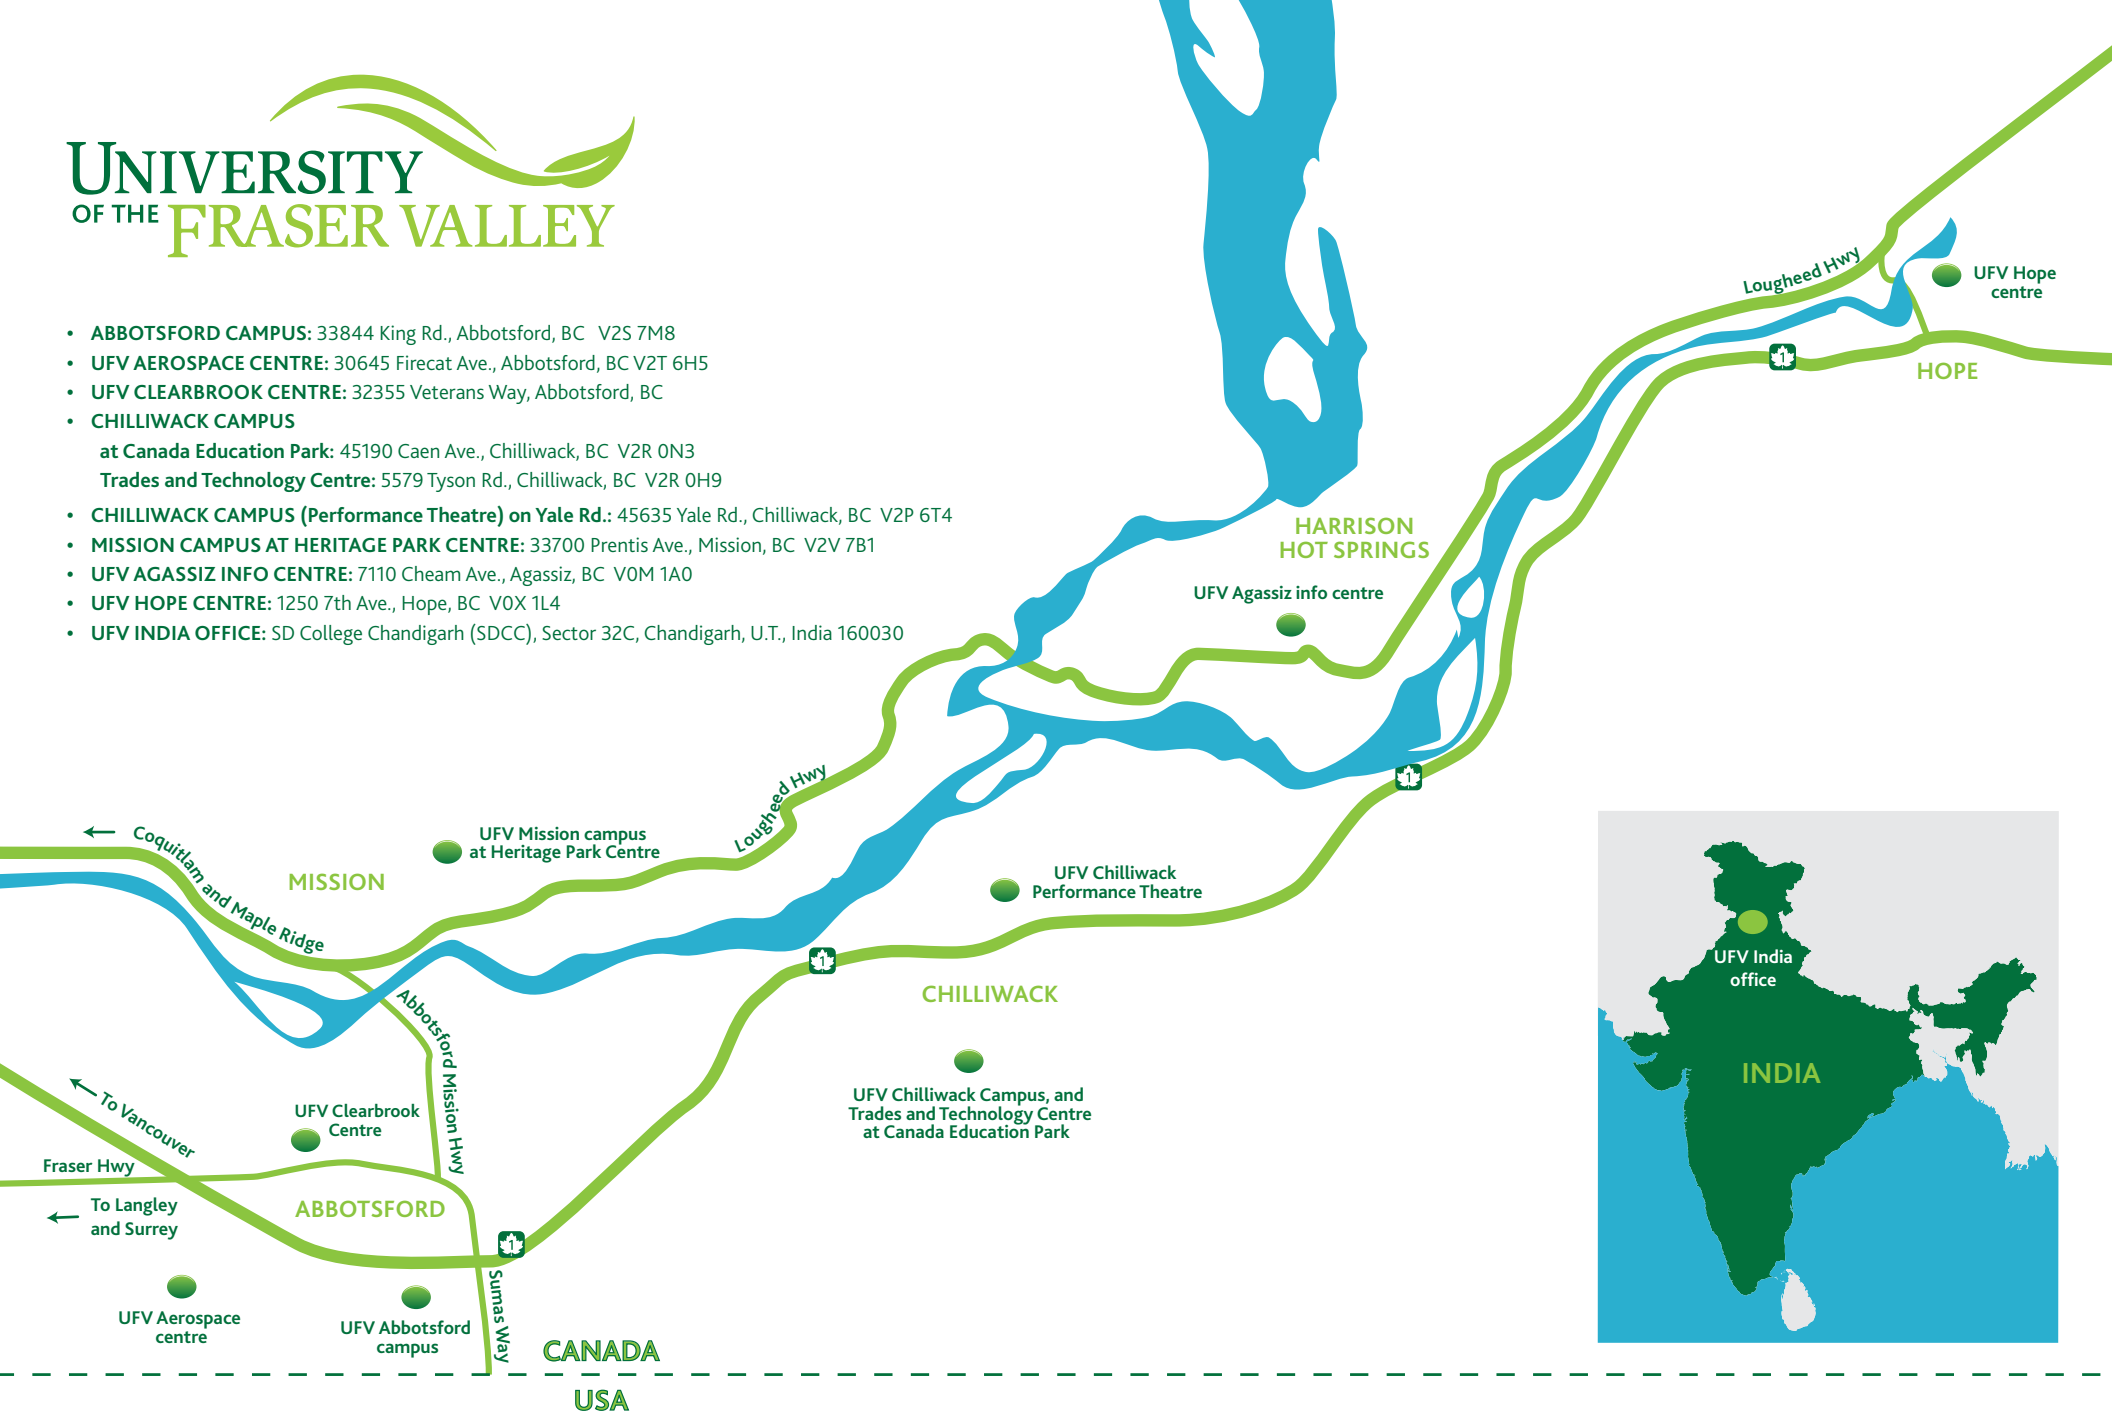 UNIVERSITY
OF THE FRASER VALLEY
• ABBOTSFORD CAMPUS: 33844 King Rd., Abbotsford, BC V2S 7M8
• UFV AEROSPACE CENTRE: 30645 Firecat Ave., Abbotsford, BC V2T 6H5
• UFV CLEARBROOK CENTRE: 32355 Veterans Way, Abbotsford, BC
• CHILLIWACK CAMPUS
at Canada Education Park: 45190 Caen Ave., Chilliwack, BC V2R 0N3
Trades and Technology Centre: 5579 Tyson Rd., Chilliwack, BC V2R 0H9
• CHILLIWACK CAMPUS (Performance Theatre) on Yale Rd.: 45635 Yale Rd., Chilliwack, BC V2P 6T4
• MISSION CAMPUS AT HERITAGE PARK CENTRE: 33700 Prentis Ave., Mission, BC V2V 7B1
• UFV AGASSIZ INFO CENTRE: 7110 Cheam Ave., Agassiz, BC V0M 1A0
• UFV HOPE CENTRE: 1250 7th Ave., Hope, BC V0X 1L4
• UFV INDIA OFFICE: SD College Chandigarh (SDCC), Sector 32C, Chandigarh, U.T., India 160030
Lougheed Hwy
UFV Hope
centre
1
HOPE
HARRISON
HOT SPRINGS
UFV Agassiz info centre
1
Lougheed Hwy
Coquitlam and Maple Ridge
UFV Mission campus
at Heritage Park Centre
MISSION
UFV Chilliwack
Performance Theatre
1
CHILLIWACK
UFV Chilliwack Campus, and
Trades and Technology Centre
at Canada Education Park
Abbotsford Mission Hwy
To Vancouver
UFV Clearbrook
Centre
Fraser Hwy
To Langley
and Surrey
ABBOTSFORD
1
UFV Aerospace
centre
UFV Abbotsford
campus
Sumas Way
CANADA
USA
UFV India
office
INDIA